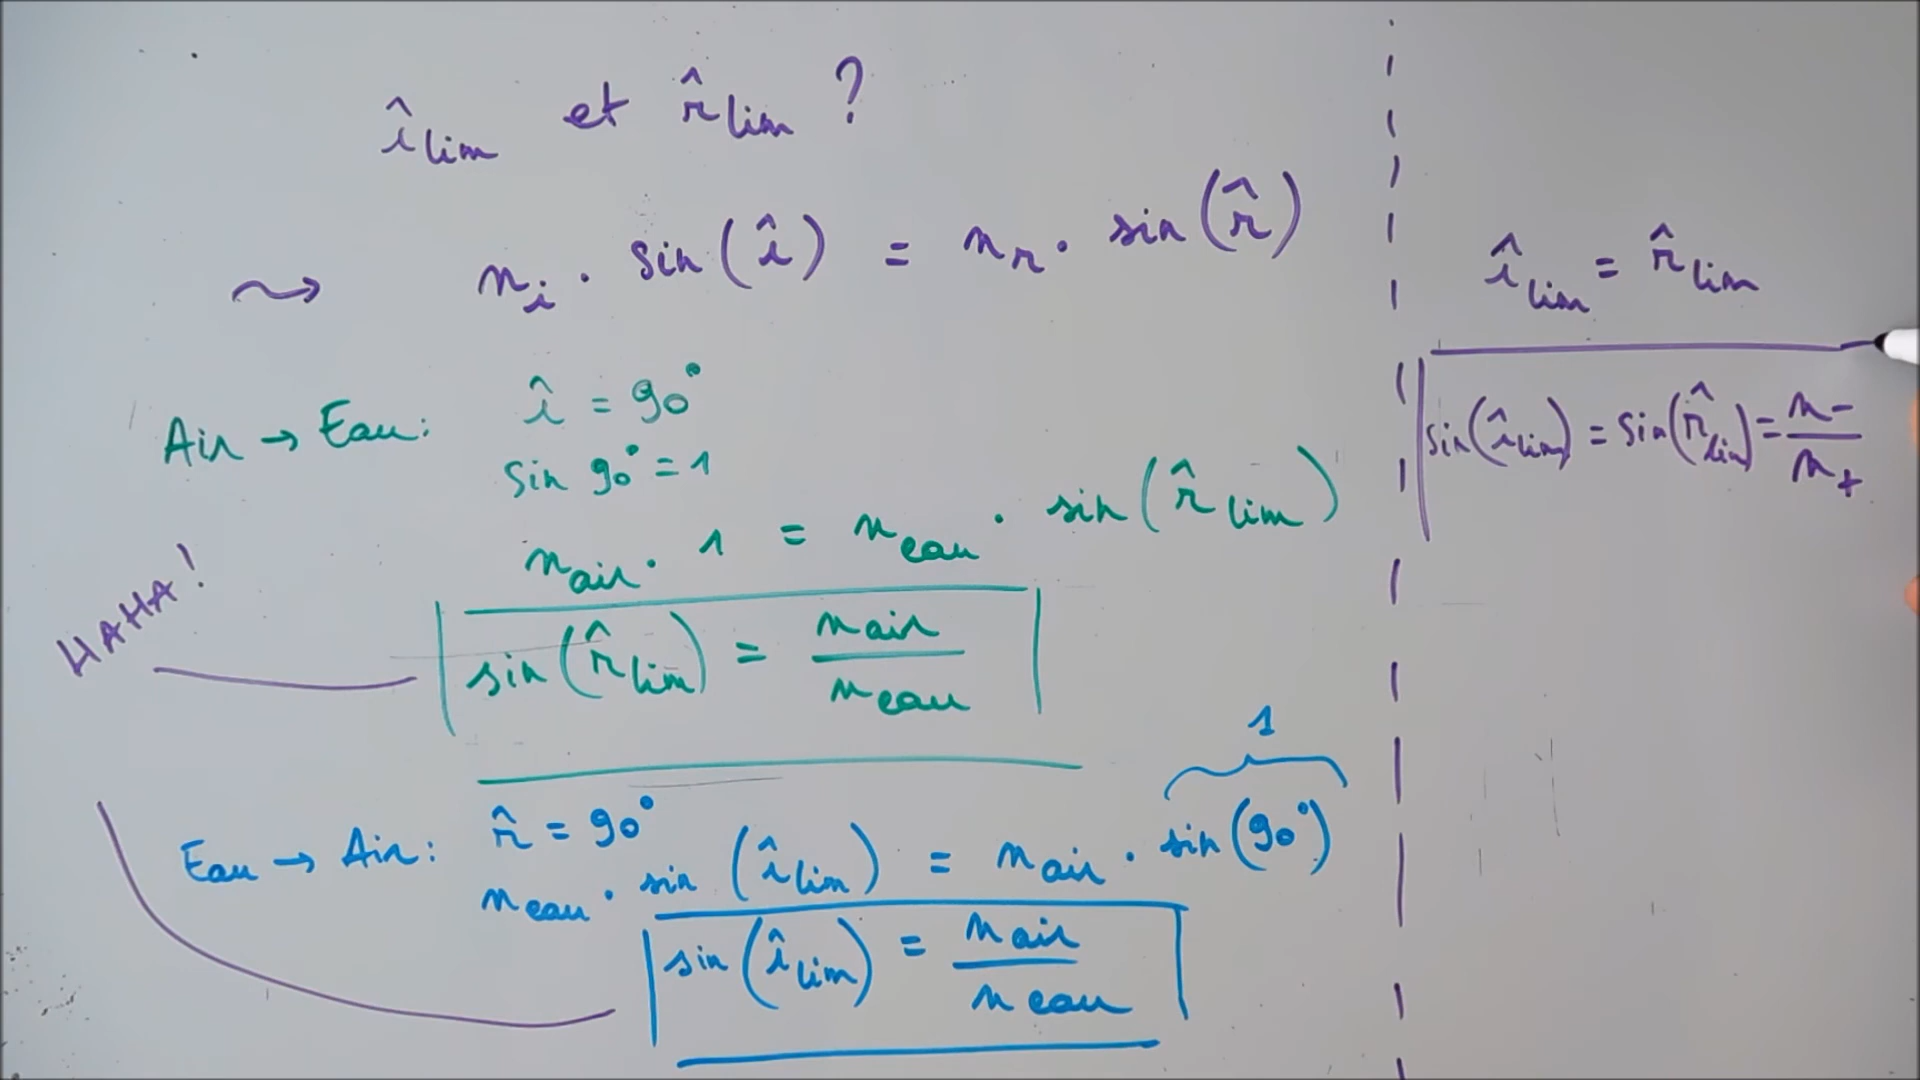 î lim et r̂ lim ?
⇝ n_i · sin(î) = n_r · sin(r̂)
Air → Eau: î = 90°
sin 90° = 1
n_air · 1 = n_eau · sin(r̂ lim)
HAHA!
sin(r̂ lim) = n_air / n_eau
Eau → Air: r̂ = 90°
1
n_eau · sin(î lim) = n_air · sin(90°)
sin(î lim) = n_air / n_eau
î lim = r̂ lim
sin(î lim) = sin(r̂ lim) = n_- / n_+